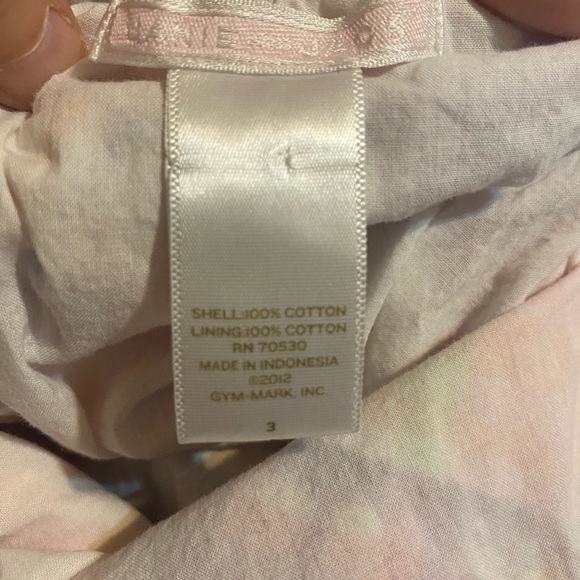 SHELL:100% COTTON
LINING:100% COTTON
RN 70530
MADE IN INDONESIA
©2012
GYM-MARK, INC.
3